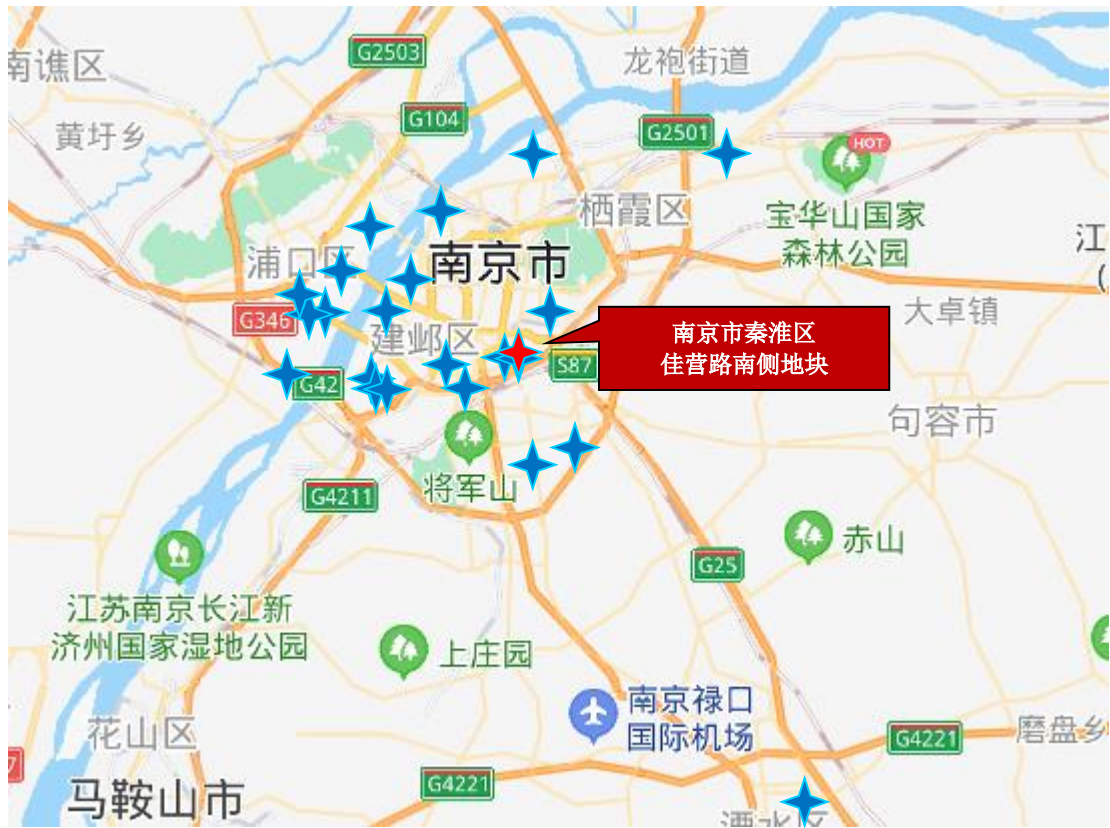 G2503
龙袍街道
南谯区
G104
黄圩乡
G2501
HOT
栖霞区
宝华山国家
森林公园
江
(
浦口区
南京市
大卓镇
G346
建邺区
南京市秦淮区
佳营路南侧地块
S87
G42
句容市
将军山
G4211
赤山
G25
江苏南京长江新
济州国家湿地公园
上庄园
南京禄口
国际机场
花山区
G4221
磨盘乡
7
G4221
马鞍山市
溧水区